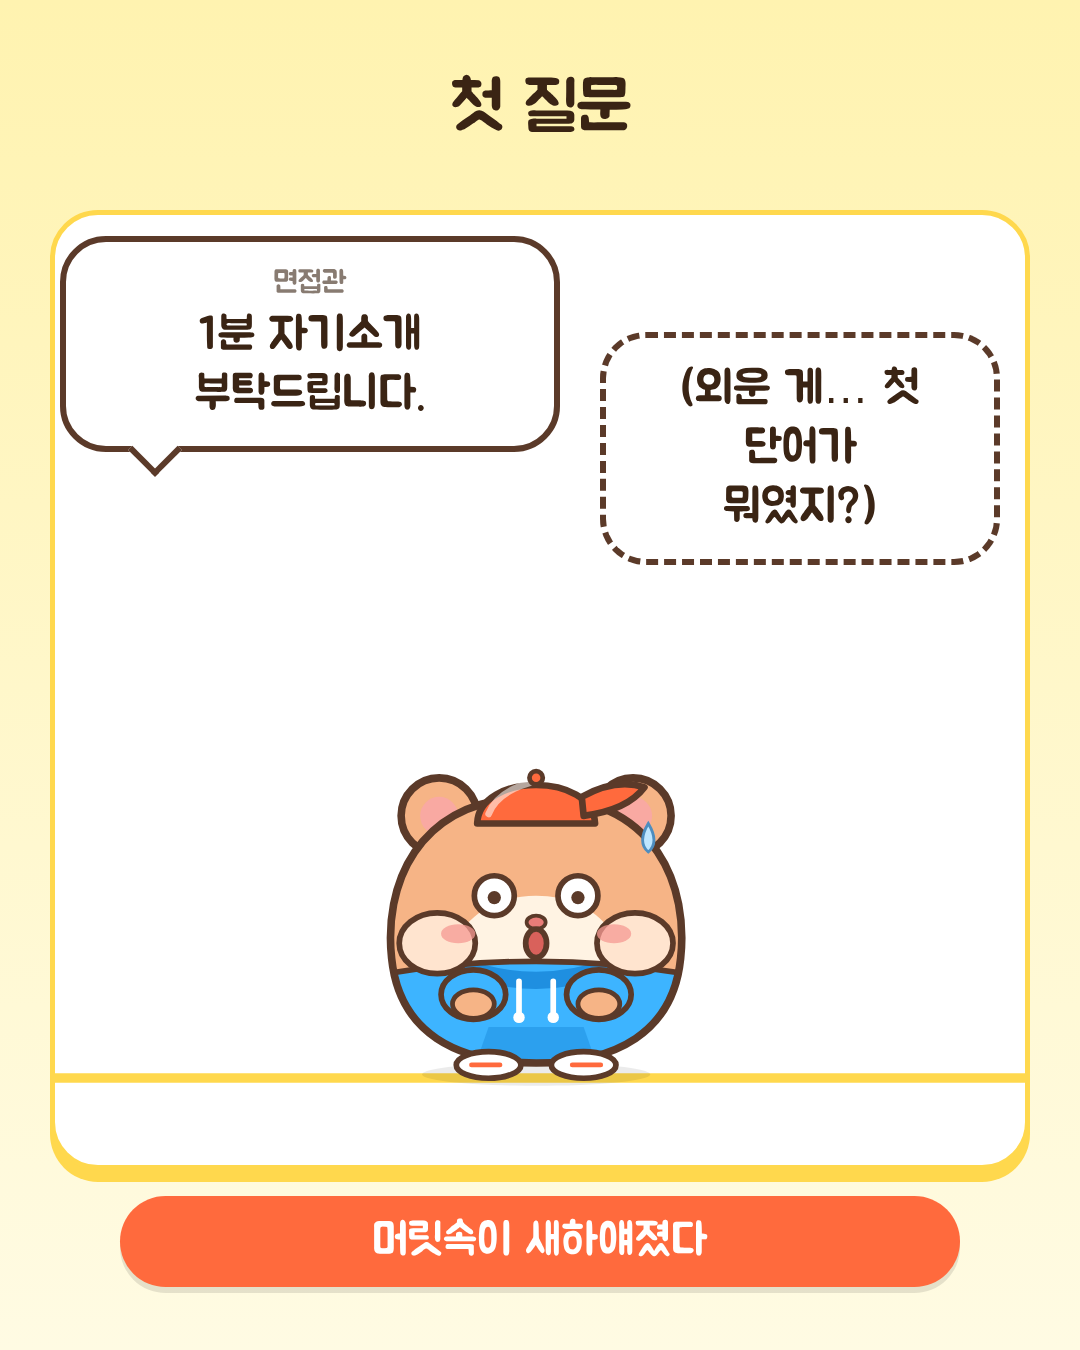 첫 질문
면접관
1분 자기소개
부탁드립니다.
(외운 게... 첫
단어가
뭐였지?)
머릿속이 새하얘졌다